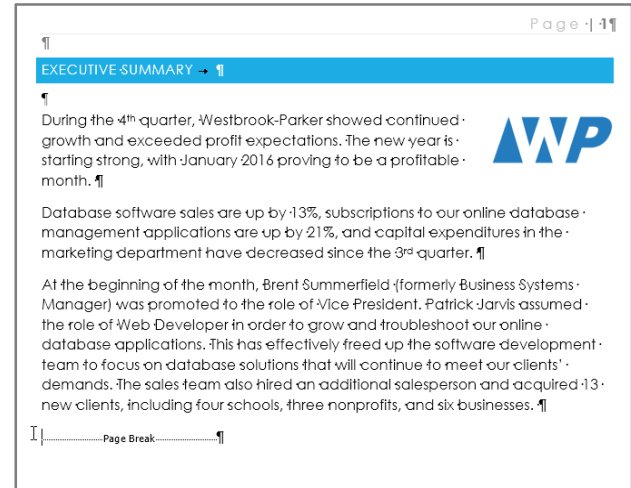 Page | 1¶
¶
EXECUTIVE SUMMARY → ¶
¶
During the 4th quarter, Westbrook-Parker showed continued
growth and exceeded profit expectations. The new year is
starting strong, with January 2016 proving to be a profitable
month. ¶
WP
Database software sales are up by 13%, subscriptions to our online database
management applications are up by 21%, and capital expenditures in the
marketing department have decreased since the 3rd quarter. ¶
At the beginning of the month, Brent Summerfield (formerly Business Systems
Manager) was promoted to the role of Vice President. Patrick Jarvis assumed
the role of Web Developer in order to grow and troubleshoot our online
database applications. This has effectively freed up the software development
team to focus on database solutions that will continue to meet our clients'
demands. The sales team also hired an additional salesperson and acquired 13
new clients, including four schools, three nonprofits, and six businesses. ¶
Page Break ¶